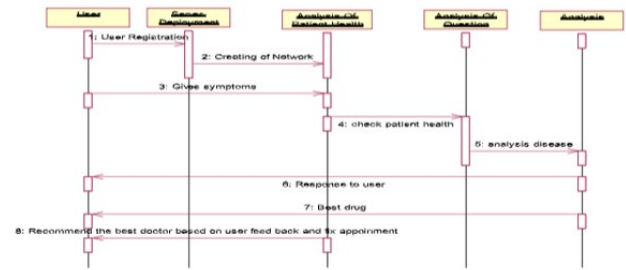 User
Server
Deployment
Analysis Of
Patient Health
Analysis Of
Question
Analysis
1: User Registration
2: Creating of Network
3: Gives symptoms
4: check patient health
5: analysis disease
6: Response to user
7: Best drug
8: Recommend the best doctor based on user feed back and fix appoinment